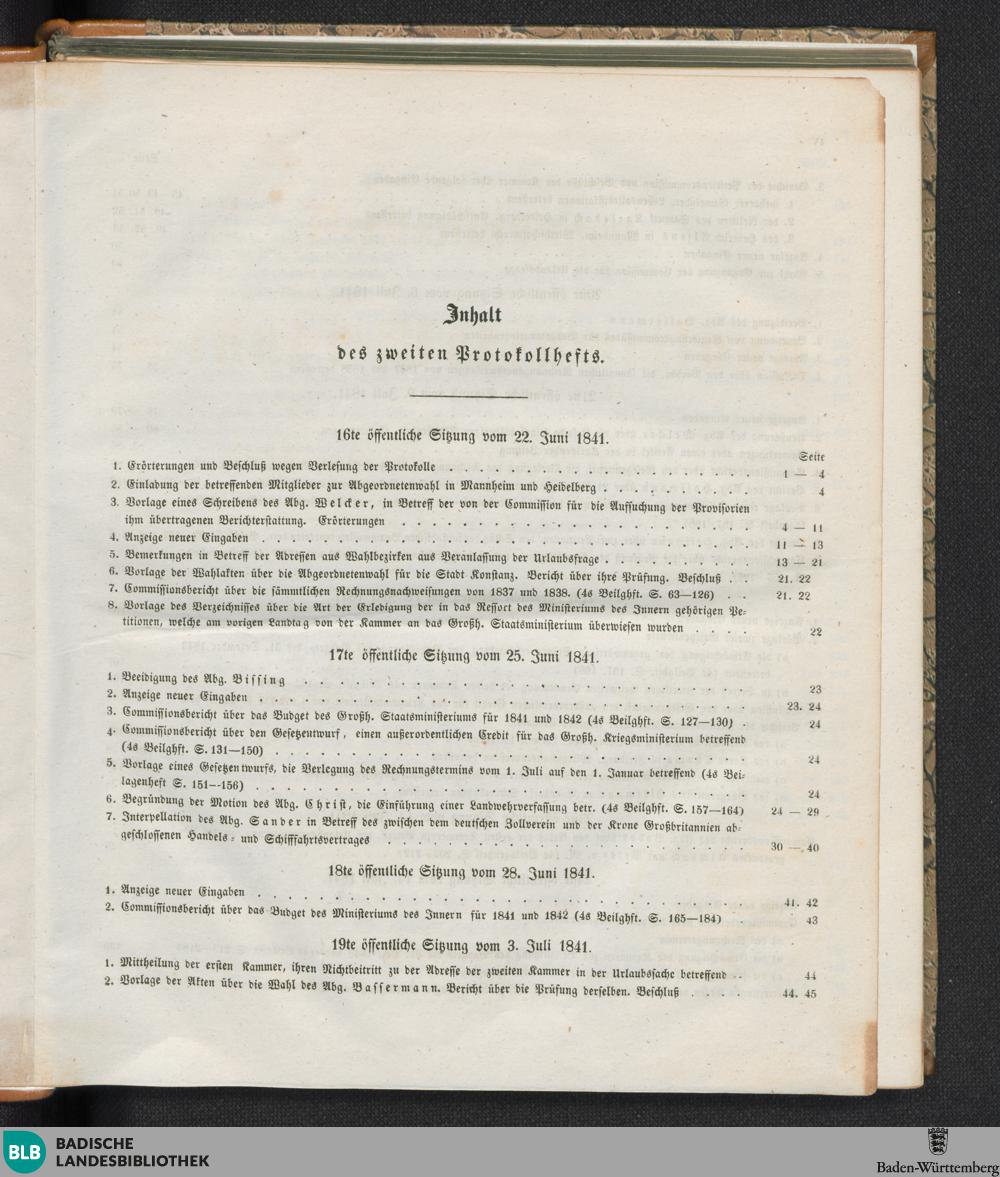 Inhalt
des zweiten Protokollhefts.
16te öffentliche Sitzung vom 22. Juni 1841.
Seite
1. Erörterungen und Beschluß wegen Verlesung der Protokolle . . . . . . . . . . . . . . . . . 1 — 4
2. Einladung der betreffenden Mitglieder zur Abgeordnetenwahl in Mannheim und Heidelberg . . . . . . . . 4
3. Vorlage eines Schreibens des Abg. Welcker, in Betreff der von der Commission für die Aufsuchung der Provisorien
ihm übertragenen Berichterstattung. Erörterungen . . . . . . . . . . . . . . . . . . . . 4 — 11
4. Anzeige neuer Eingaben . . . . . . . . . . . . . . . . . . . . . . . . . . . 11 — 13
5. Bemerkungen in Betreff der Adressen aus Wahlbezirken aus Veranlassung der Urlaubsfrage . . . . . . . . 13 — 21
6. Vorlage der Wahlakten über die Abgeordnetenwahl für die Stadt Konstanz. Bericht über ihre Prüfung. Beschluß . . 21. 22
7. Commissionsbericht über die sämmtlichen Rechnungsnachweisungen von 1837 und 1838. (4s Beilghft. S. 63—126) . . 21. 22
8. Vorlage des Verzeichnisses über die Art der Erledigung der in das Ressort des Ministeriums des Innern gehörigen Pe=
titionen, welche am vorigen Landtag von der Kammer an das Großh. Staatsministerium überwiesen wurden . . . . 22
17te öffentliche Sitzung vom 25. Juni 1841.
1. Beeidigung des Abg. Bissing . . . . . . . . . . . . . . . . . . . . . . . . . 23
2. Anzeige neuer Eingaben . . . . . . . . . . . . . . . . . . . . . . . . . . . 23. 24
3. Commissionsbericht über das Budget des Großh. Staatsministeriums für 1841 und 1842 (4s Beilghft. S. 127—130) . 24
4. Commissionsbericht über den Gesetzentwurf, einen außerordentlichen Credit für das Großh. Kriegsministerium betreffend
(4s Beilghft. S. 131—150) . . . . . . . . . . . . . . . . . . . . . . . . . . 24
5. Vorlage eines Gesetzentwurfs, die Verlegung des Rechnungstermins vom 1. Juli auf den 1. Januar betreffend (4s Bei=
lagenheft S. 151—156) . . . . . . . . . . . . . . . . . . . . . . . . . . . 24
6. Begründung der Motion des Abg. Christ, die Einführung einer Landwehrverfassung betr. (4s Beilghft. S. 157—164) 24 — 29
7. Interpellation des Abg. Sander in Betreff des zwischen dem deutschen Zollverein und der Krone Großbritannien ab=
geschlossenen Handels= und Schifffahrtsvertrages . . . . . . . . . . . . . . . . . . . . 30 — 40
18te öffentliche Sitzung vom 28. Juni 1841.
1. Anzeige neuer Eingaben . . . . . . . . . . . . . . . . . . . . . . . . . . . 41. 42
2. Commissionsbericht über das Budget des Ministeriums des Innern für 1841 und 1842 (4s Beilghft. S. 165—184) . 43
19te öffentliche Sitzung vom 3. Juli 1841.
1. Mittheilung der ersten Kammer, ihren Nichtbeitritt zu der Adresse der zweiten Kammer in der Urlaubssache betreffend . . 44
2. Vorlage der Akten über die Wahl des Abg. Bassermann. Bericht über die Prüfung derselben. Beschluß . . . . 44. 45
BLB BADISCHE
LANDESBIBLIOTHEK
Baden-Württemberg